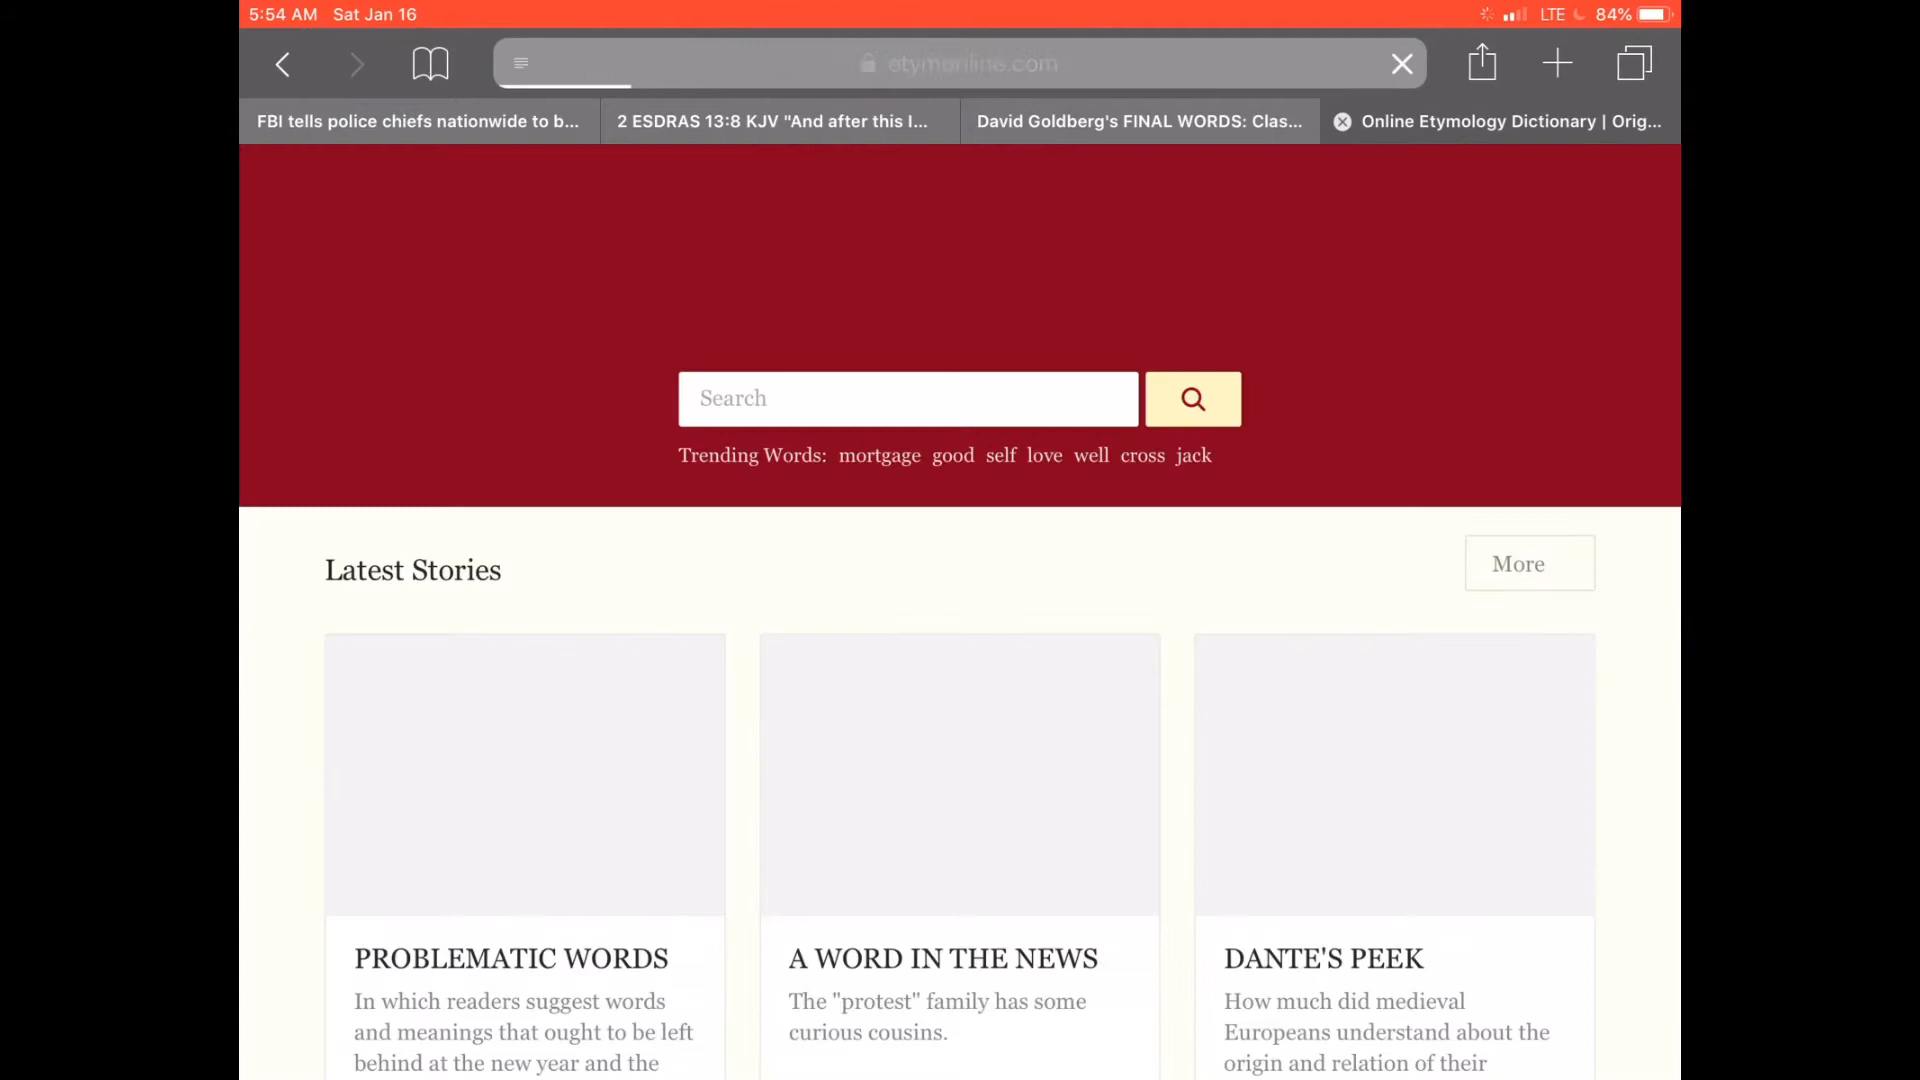 5:54 AM Sat Jan 16
LTE 84%
etymonline.com
FBI tells police chiefs nationwide to b...
2 ESDRAS 13:8 KJV "And after this I...
David Goldberg's FINAL WORDS: Clas...
Online Etymology Dictionary | Orig...
Search
Trending Words: mortgage good self love well cross jack
Latest Stories
More
PROBLEMATIC WORDS
In which readers suggest words
and meanings that ought to be left
behind at the new year and the
A WORD IN THE NEWS
The "protest" family has some
curious cousins.
DANTE'S PEEK
How much did medieval
Europeans understand about the
origin and relation of their